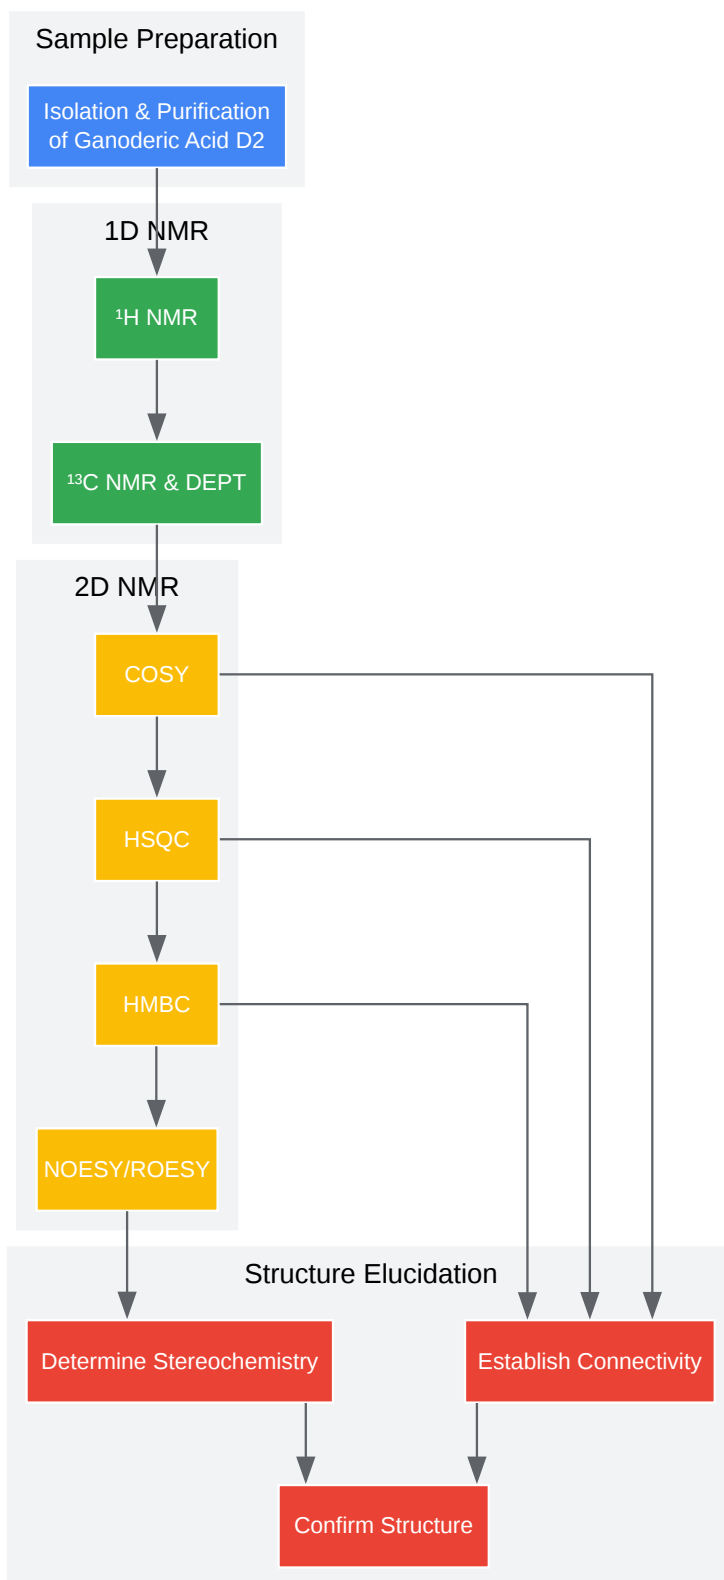 Sample Preparation
Isolation & Purification
of Ganoderic Acid D2
1D NMR
¹H NMR
¹³C NMR & DEPT
2D NMR
COSY
HSQC
HMBC
NOESY/ROESY
Structure Elucidation
Determine Stereochemistry
Establish Connectivity
Confirm Structure